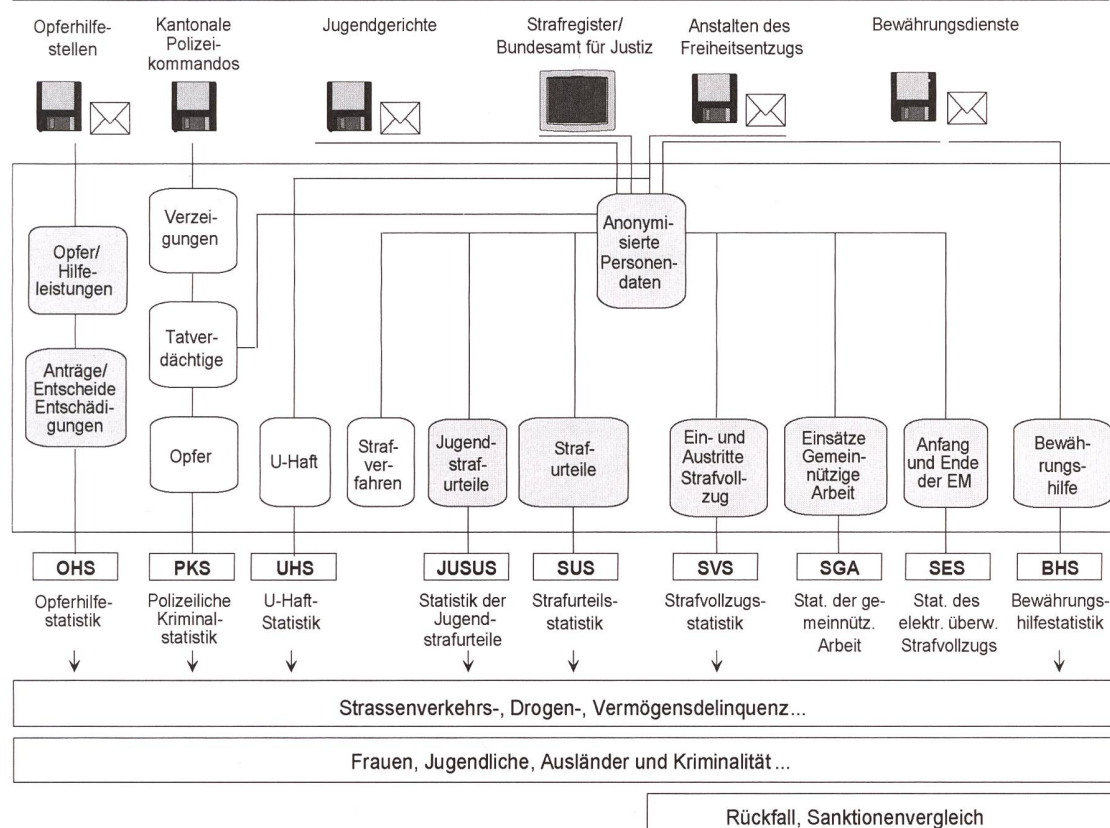 Opferhilfe-
stellen
Kantonale
Polizei-
kommandos
Jugendgerichte
Strafregister/
Bundesamt für Justiz
Anstalten des
Freiheitsentzugs
Bewährungsdienste
Verzei-
gungen
Opfer/
Hilfe-
leistungen
Anonymi-
sierte
Personen-
daten
Tatver-
dächtige
Anträge/
Entscheide
Entschädi-
gungen
Opfer
U-Haft
Straf-
ver-
fahren
Jugend-
straf-
urteile
Straf-
urteile
Ein- und
Austritte
Strafvoll-
zug
Einsätze
Gemein-
nützige
Arbeit
Anfang
und Ende
der EM
Bewäh-
rungs-
hilfe
OHS
PKS
UHS
JUSUS
SUS
SVS
SGA
SES
BHS
Opferhilfe-
statistik
Polizeiliche
Kriminal-
statistik
U-Haft-
Statistik
Statistik der
Jugend-
strafurteile
Strafurteils-
statistik
Strafvollzugs-
statistik
Stat. der ge-
meinnütz.
Arbeit
Stat. des
elektr. überw.
Strafvollzugs
Bewährungs-
hilfestatistik
Strassenverkehrs-, Drogen-, Vermögensdelinquenz...
Frauen, Jugendliche, Ausländer und Kriminalität ...
Rückfall, Sanktionenvergleich